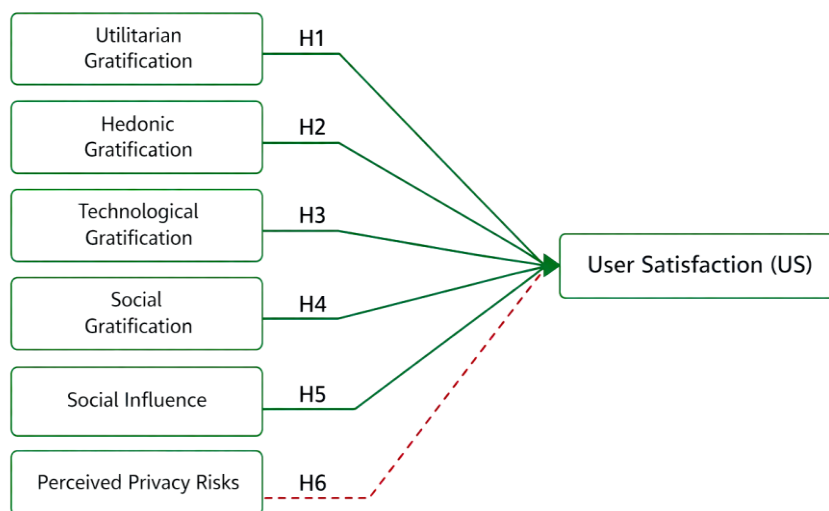 Utilitarian
Gratification
H1
Hedonic
Gratification
H2
Technological
Gratification
H3
Social
Gratification
H4
Social Influence
H5
Perceived Privacy Risks
H6
User Satisfaction (US)